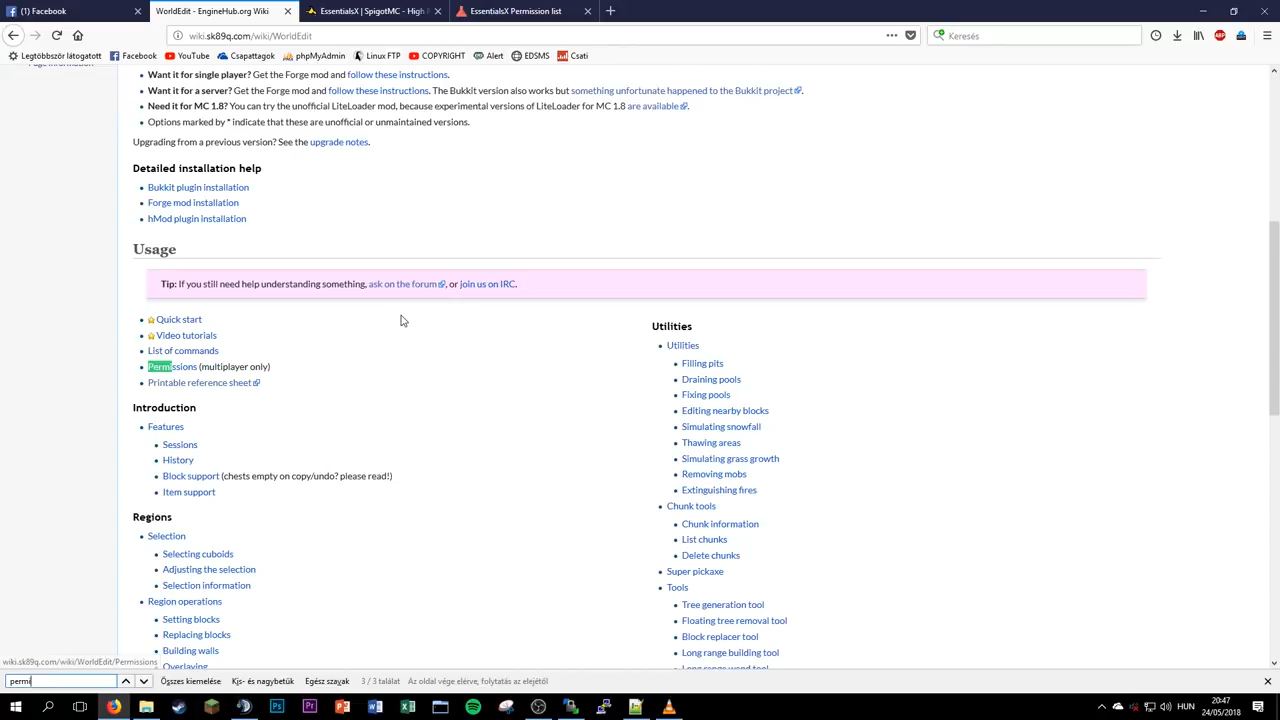 Facebook
WorldEdit - EngineHub.org Wiki
EssentialsX | SpigotMC - High
EssentialsX Permission list
wiki.sk89q.com/wiki/WorldEdit
Keresés
Legtöbbször látogatott
Facebook
YouTube
Csapattagok
phpMyAdmin
Linux FTP
COPYRIGHT
Alert
EDSMS
Csati
Page information
Want it for single player? Get the Forge mod and follow these instructions.
Want it for a server? Get the Forge mod and follow these instructions. The Bukkit version also works but something unfortunate happened to the Bukkit project.
Need it for MC 1.8? You can try the unofficial LiteLoader mod, because experimental versions of LiteLoader for MC 1.8 are available.
Options marked by * indicate that these are unofficial or unmaintained versions.
Upgrading from a previous version? See the upgrade notes.
Detailed installation help
Bukkit plugin installation
Forge mod installation
hMod plugin installation
Usage
Tip: If you still need help understanding something, ask on the forum, or join us on IRC.
Quick start
Video tutorials
List of commands
Permissions (multiplayer only)
Printable reference sheet
Introduction
Features
Sessions
History
Block support (chests empty on copy/undo? please read!)
Item support
Regions
Selection
Selecting cuboids
Adjusting the selection
Selection information
Region operations
Setting blocks
Replacing blocks
Building walls
Overlaying
Utilities
Utilities
Filling pits
Draining pools
Fixing pools
Editing nearby blocks
Simulating snowfall
Thawing areas
Simulating grass growth
Removing mobs
Extinguishing fires
Chunk tools
Chunk information
List chunks
Delete chunks
Super pickaxe
Tools
Tree generation tool
Floating tree removal tool
Block replacer tool
Long range building tool
Long range wand tool
wiki.sk89q.com/wiki/WorldEdit/Permissions
permi
Összes kiemelése
Kis- és nagybetűk
Egész szavak
3 / 3 találat
Az oldal vége elérve, folytatás az elejétől
HUN
20:47
24/05/2018